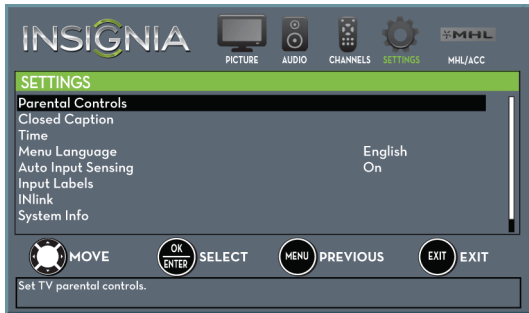 INSIGNIA
PICTURE AUDIO CHANNELS SETTINGS MHL MHL/ACC
SETTINGS
Parental Controls
Closed Caption
Time
Menu Language English
Auto Input Sensing On
Input Labels
INlink
System Info
MOVE OK ENTER SELECT MENU PREVIOUS EXIT EXIT
Set TV parental controls.